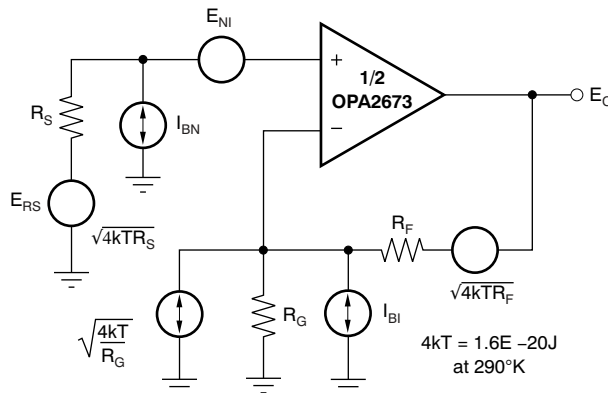 E_NI
1/2
OPA2673
+
−
E_O
R_S
I_BN
E_RS
√4kTR_S
R_F
√4kTR_F
√4kT/R_G
R_G
I_BI
4kT = 1.6E −20J
at 290°K